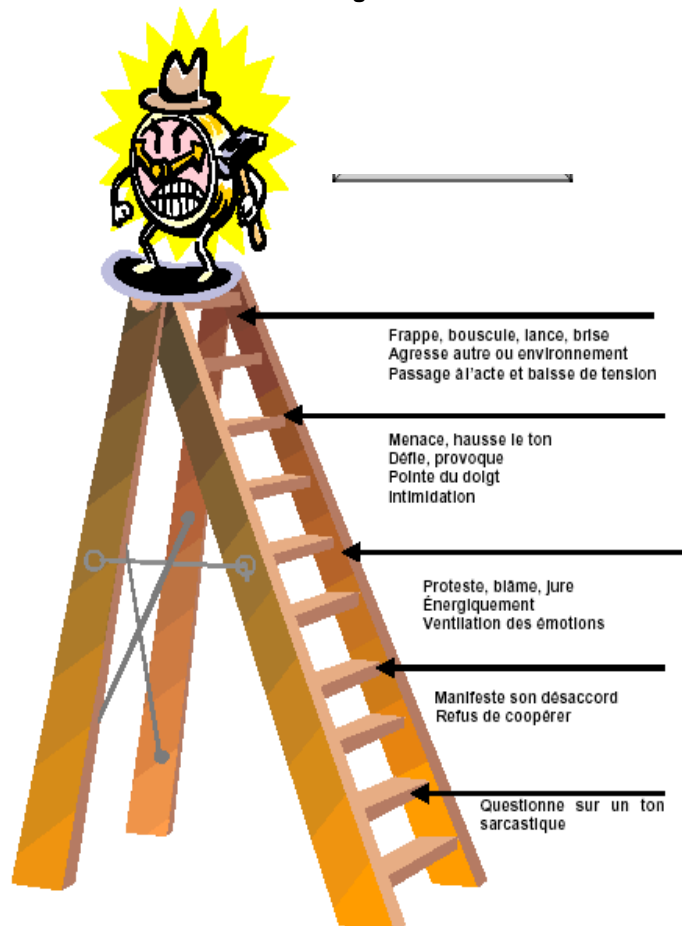 Frappe, bouscule, lance, brise
Agresse autre ou environnement
Passage à l'acte et baisse de tension
Menace, hausse le ton
Défie, provoque
Pointe du doigt
Intimidation
Proteste, blâme, jure
Énergiquement
Ventilation des émotions
Manifeste son désaccord
Refus de coopérer
Questionne sur un ton
sarcastique